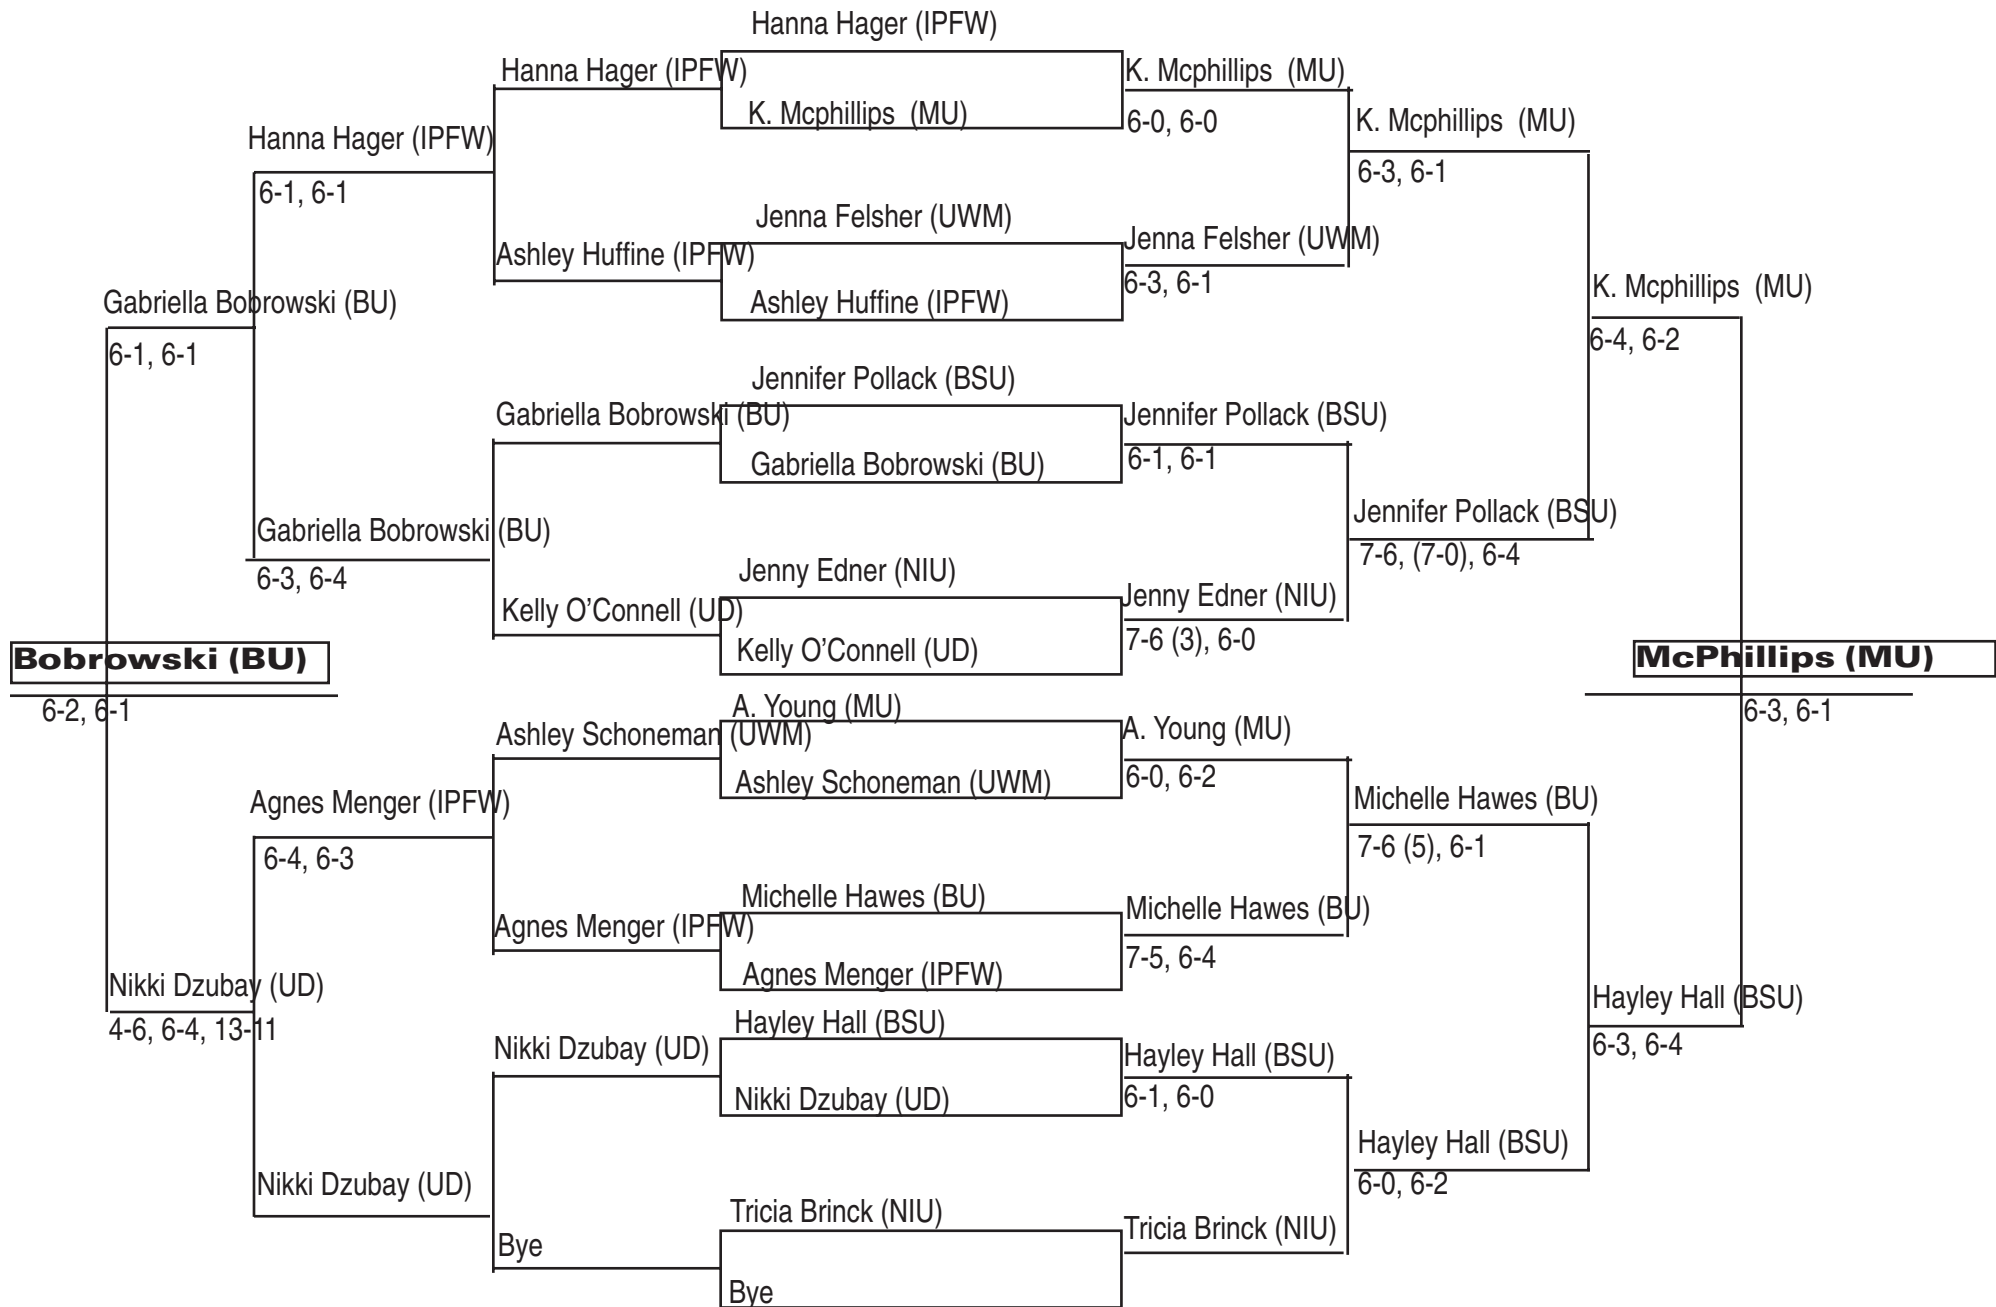 Hanna Hager (IPFW)
Hanna Hager (IPFW)
K. Mcphillips (MU)
K. Mcphillips (MU)
6-0, 6-0
K. Mcphillips (MU)
6-3, 6-1
Hanna Hager (IPFW)
6-1, 6-1
Jenna Felsher (UWM)
Ashley Huffine (IPFW)
Jenna Felsher (UWM)
6-3, 6-1
Ashley Huffine (IPFW)
Gabriella Bobrowski (BU)
6-1, 6-1
K. Mcphillips (MU)
6-4, 6-2
Jennifer Pollack (BSU)
Gabriella Bobrowski (BU)
Jennifer Pollack (BSU)
6-1, 6-1
Gabriella Bobrowski (BU)
Gabriella Bobrowski (BU)
6-3, 6-4
Jennifer Pollack (BSU)
7-6, (7-0), 6-4
Jenny Edner (NIU)
Kelly O'Connell (UD)
Jenny Edner (NIU)
7-6 (3), 6-0
Kelly O'Connell (UD)
Bobrowski (BU)
6-2, 6-1
McPhillips (MU)
6-3, 6-1
A. Young (MU)
Ashley Schoneman (UWM)
A. Young (MU)
6-0, 6-2
Ashley Schoneman (UWM)
Agnes Menger (IPFW)
6-4, 6-3
Michelle Hawes (BU)
7-6 (5), 6-1
Michelle Hawes (BU)
Agnes Menger (IPFW)
Michelle Hawes (BU)
7-5, 6-4
Agnes Menger (IPFW)
Nikki Dzubay (UD)
4-6, 6-4, 13-11
Hayley Hall (BSU)
6-3, 6-4
Hayley Hall (BSU)
Nikki Dzubay (UD)
Hayley Hall (BSU)
6-1, 6-0
Nikki Dzubay (UD)
Hayley Hall (BSU)
6-0, 6-2
Nikki Dzubay (UD)
Tricia Brinck (NIU)
Tricia Brinck (NIU)
Bye
Bye